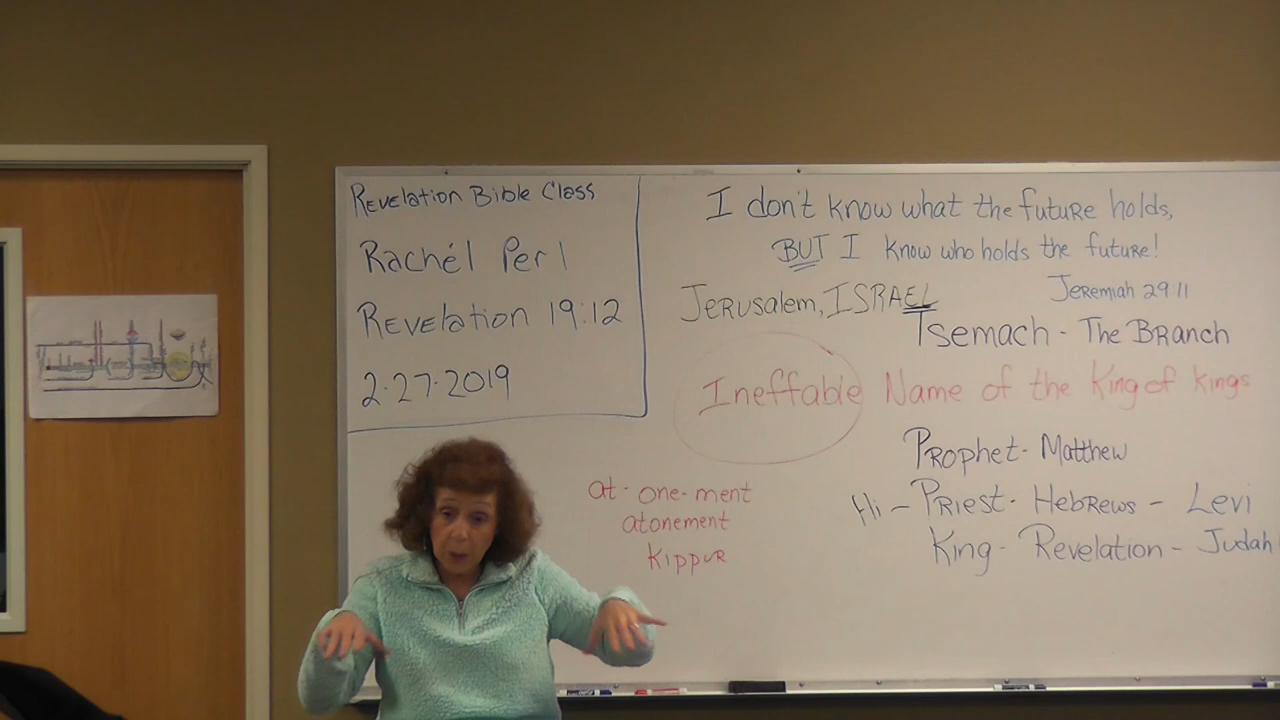 Revelation Bible Class
Rachél Perl
Revelation 19:12
2.27.2019
I don't know what the future holds,
BUT I know who holds the future!
Jeremiah 29:11
Jerusalem, ISRAEL
Tsemach - The Branch
Ineffable Name of the King of Kings
Prophet - Matthew
Hi - Priest - Hebrews - Levi
King - Revelation - Judah
at-one-ment
atonement
Kippur